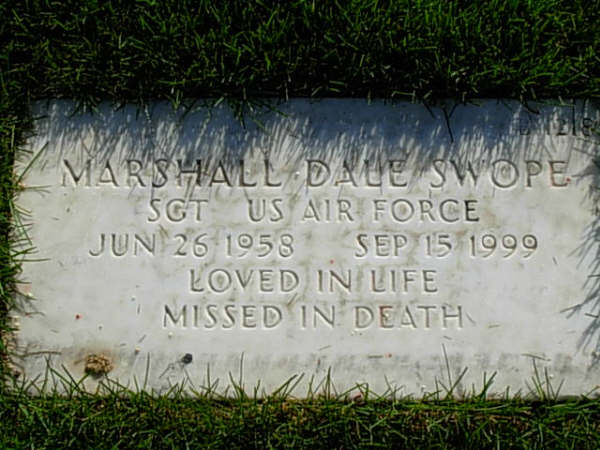 MARSHALL DALE SWOPE
SGT US AIR FORCE
JUN 26 1958 SEP 15 1999
LOVED IN LIFE
MISSED IN DEATH